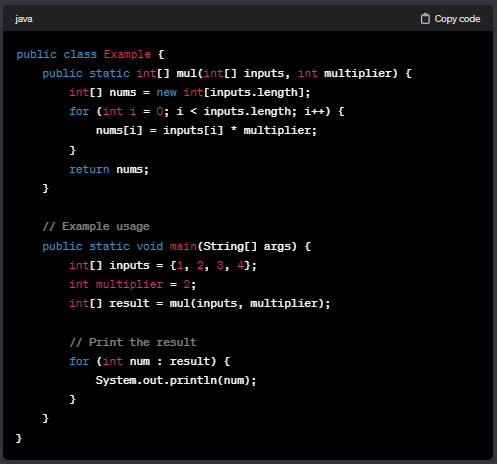 java
Copy code
public class Example {
    public static int[] mul(int[] inputs, int multiplier) {
        int[] nums = new int[inputs.length];
        for (int i = 0; i < inputs.length; i++) {
            nums[i] = inputs[i] * multiplier;
        }
        return nums;
    }

    // Example usage
    public static void main(String[] args) {
        int[] inputs = {1, 2, 3, 4};
        int multiplier = 2;
        int[] result = mul(inputs, multiplier);

        // Print the result
        for (int num : result) {
            System.out.println(num);
        }
    }
}